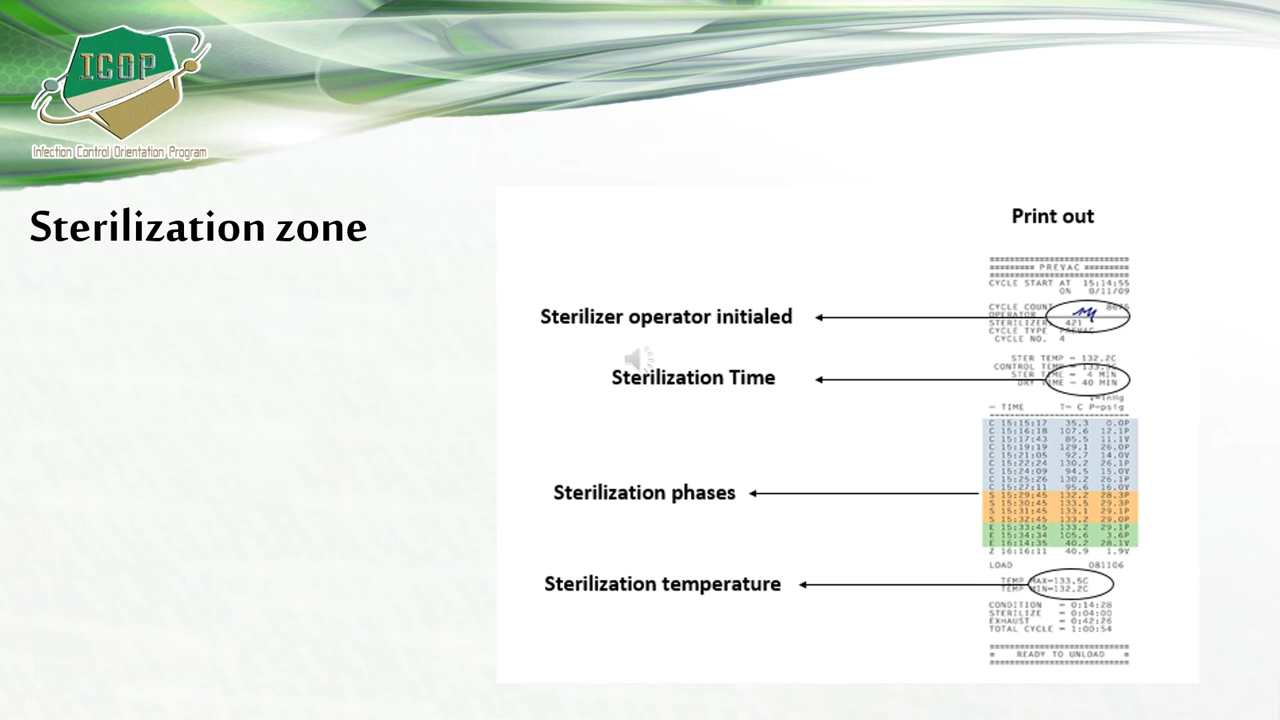 ICOP
Infection Control Orientation Program
Sterilization zone
Print out
========= PREVAC =========
CYCLE START AT 15:14:55
ON 8/11/09
CYCLE COUNT
OPERATOR
Sterilizer operator initialed
STERILIZER 421
CYCLE TYPE PREVAC
CYCLE NO. 4
STER TEMP = 132.2C
CONTROL TEMP = 133.
Sterilization Time
STER TIME = 4 MIN
DRY TIME = 40 MIN
V=inHg
— TIME T= C P=psig
C 15:15:17 35.3 0.0P
C 15:16:18 107.6 12.1P
C 15:17:43 85.5 11.1V
C 15:19:19 129.1 26.0P
C 15:21:05 92.7 14.0V
C 15:22:24 130.2 26.1P
C 15:24:09 94.5 15.0V
C 15:25:26 130.2 26.1P
C 15:27:11 95.6 16.0V
Sterilization phases
S 15:29:45 132.2 28.3P
S 15:30:45 133.5 29.3P
S 15:31:45 133.1 29.1P
S 15:32:45 133.2 29.0P
E 15:33:45 133.2 29.1P
E 15:34:34 105.6 3.6P
E 16:14:35 40.2 28.1V
Z 16:16:11 40.9 1.9V
LOAD 081106
Sterilization temperature
TEMP MAX=133.5C
TEMP MIN=132.2C
CONDITION = 0:14:28
STERILIZE = 0:04:00
EXHAUST = 0:42:26
TOTAL CYCLE = 1:00:54
= READY TO UNLOAD =